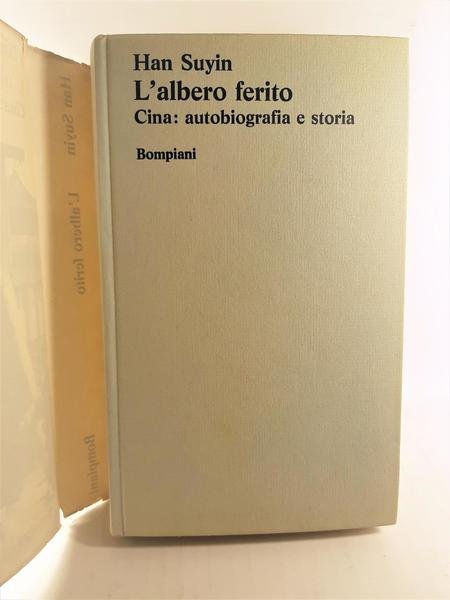 Han Suyin
L'albero ferito
Cina: autobiografia e storia
Bompiani
Han Suyin
L'albero ferito
Bompiani